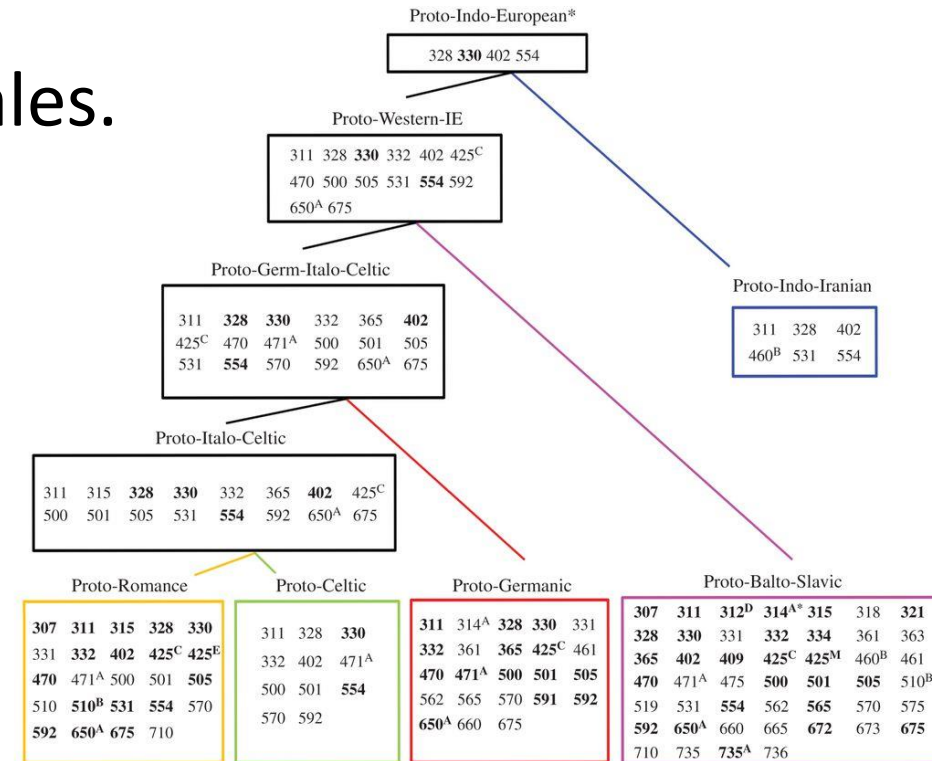 ales.
Proto-Indo-European*
328 330 402 554
Proto-Western-IE
311 328 330 332 402 425C
470 500 505 531 554 592
650A 675
Proto-Germ-Italo-Celtic
311 328 330 332 365 402
425C 470 471A 500 501 505
531 554 570 592 650A 675
Proto-Indo-Iranian
311 328 402
460B 531 554
Proto-Italo-Celtic
311 315 328 330 332 365 402 425C
500 501 505 531 554 592 650A 675
Proto-Romance
307 311 315 328 330
331 332 402 425C 425E
470 471A 500 501 505
510 510B 531 554 570
592 650A 675 710
Proto-Celtic
311 328 330
332 402 471A
500 501 554
570 592
Proto-Germanic
311 314A 328 330 331
332 361 365 425C 461
470 471A 500 501 505
562 565 570 591 592
650A 660 675
Proto-Balto-Slavic
307 311 312D 314A* 315 318 321
328 330 331 332 334 361 363
365 402 409 425C 425M 460B 461
470 471A 475 500 501 505 510B
519 531 554 562 565 570 575
592 650A 660 665 672 673 675
710 735 735A 736